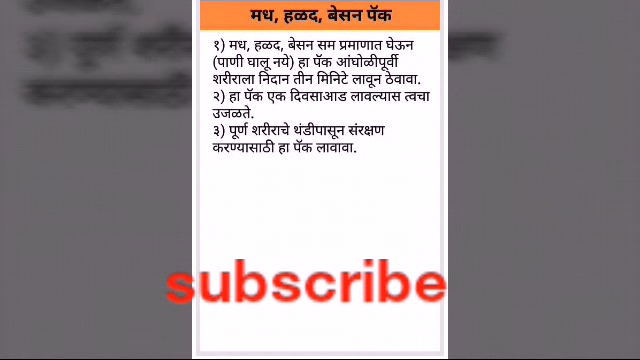 मध, हळद, बेसन पॅक
१) मध, हळद, बेसन सम प्रमाणात घेऊन
(पाणी घालू नये) हा पॅक आंघोळीपूर्वी
शरीराला निदान तीन मिनिटे लावून ठेवावा.
२) हा पॅक एक दिवसाआड लावल्यास त्वचा
उजळते.
३) पूर्ण शरीराचे थंडीपासून संरक्षण
करण्यासाठी हा पॅक लावावा.
subscribe